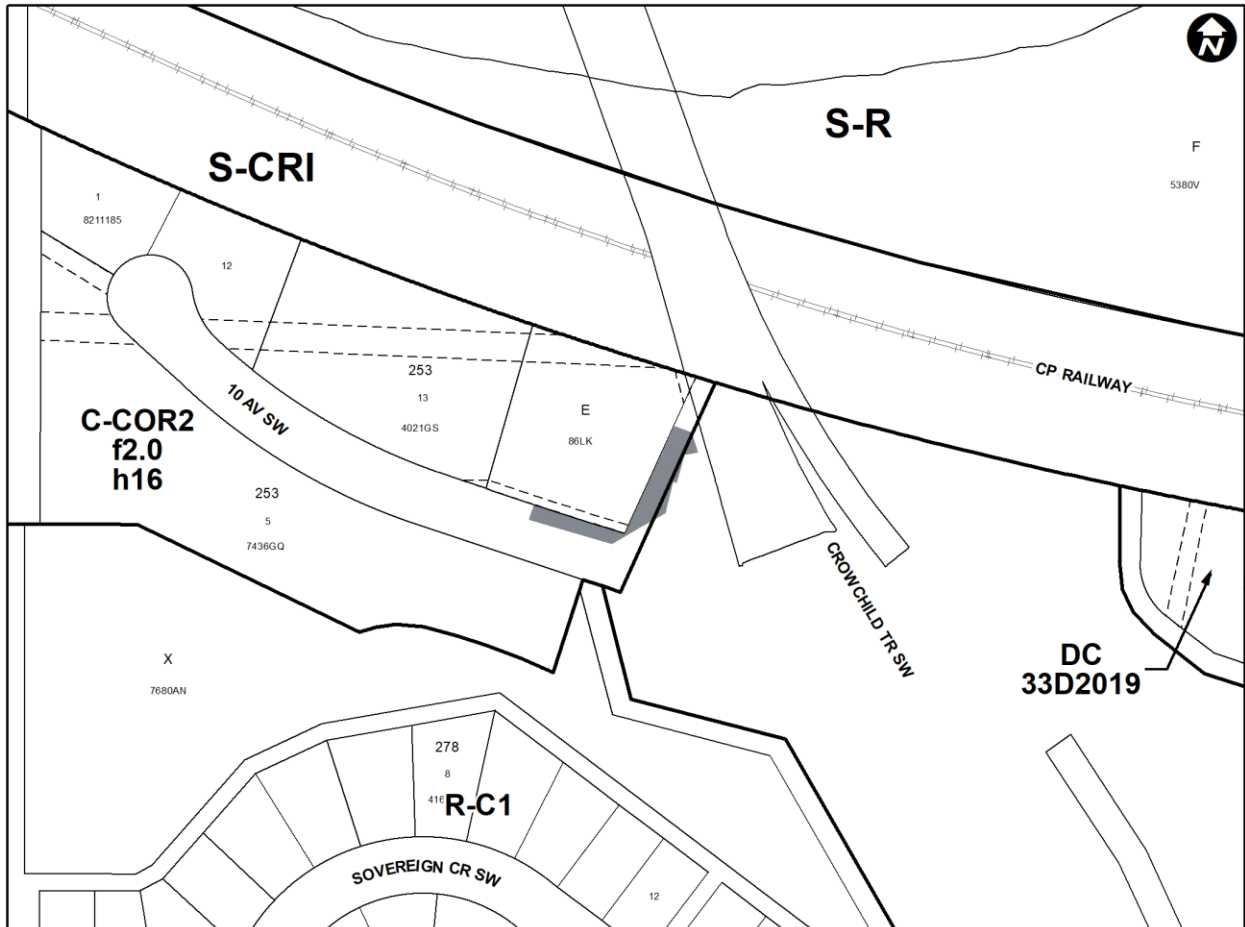 N
S-R
F
5380V
S-CRI
1
8211185
12
CP RAILWAY
253
13
4021GS
E
86LK
10 AV SW
C-COR2
f2.0
h16
253
5
7436GQ
CROWCHILD TR SW
DC
33D2019
X
7680AN
278
8
416
R-C1
SOVEREIGN CR SW
12